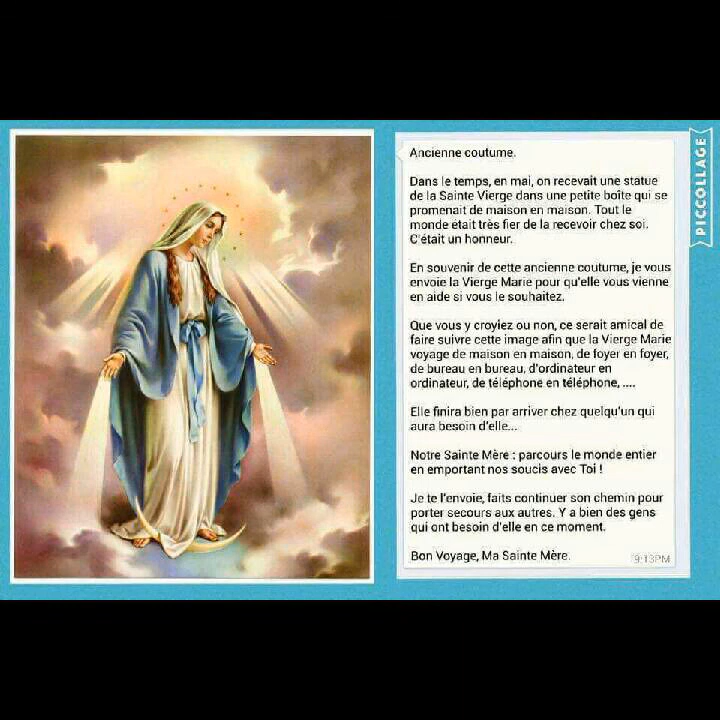 Ancienne coutume.
Dans le temps, en mai, on recevait une statue
de la Sainte Vierge dans une petite boîte qui se
promenait de maison en maison. Tout le
monde était très fier de la recevoir chez soi.
C'était un honneur.
En souvenir de cette ancienne coutume, je vous
envoie la Vierge Marie pour qu'elle vous vienne
en aide si vous le souhaitez.
Que vous y croyiez ou non, ce serait amical de
faire suivre cette image afin que la Vierge Marie
voyage de maison en maison, de foyer en foyer,
de bureau en bureau, d'ordinateur en
ordinateur, de téléphone en téléphone, ....
Elle finira bien par arriver chez quelqu'un qui
aura besoin d'elle...
Notre Sainte Mère : parcours le monde entier
en emportant nos soucis avec Toi !
Je te l'envoie, faits continuer son chemin pour
porter secours aux autres. Y a bien des gens
qui ont besoin d'elle en ce moment.
Bon Voyage, Ma Sainte Mère.
9:13PM
PICCOLLAGE